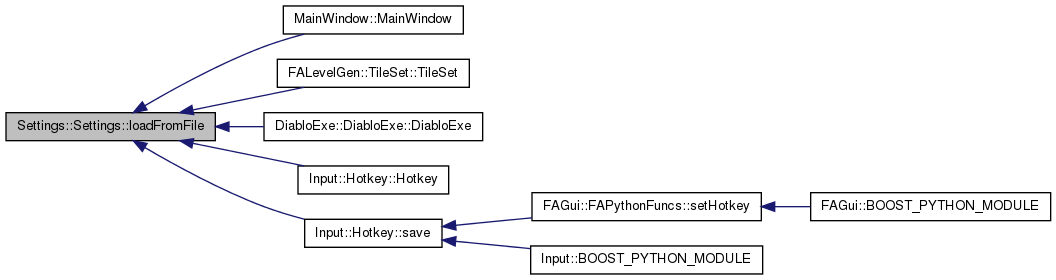 MainWindow::MainWindow
FALevelGen::TileSet::TileSet
Settings::Settings::loadFromFile
DiabloExe::DiabloExe::DiabloExe
Input::Hotkey::Hotkey
Input::Hotkey::save
FAGui::FAPythonFuncs::setHotkey
FAGui::BOOST_PYTHON_MODULE
Input::BOOST_PYTHON_MODULE